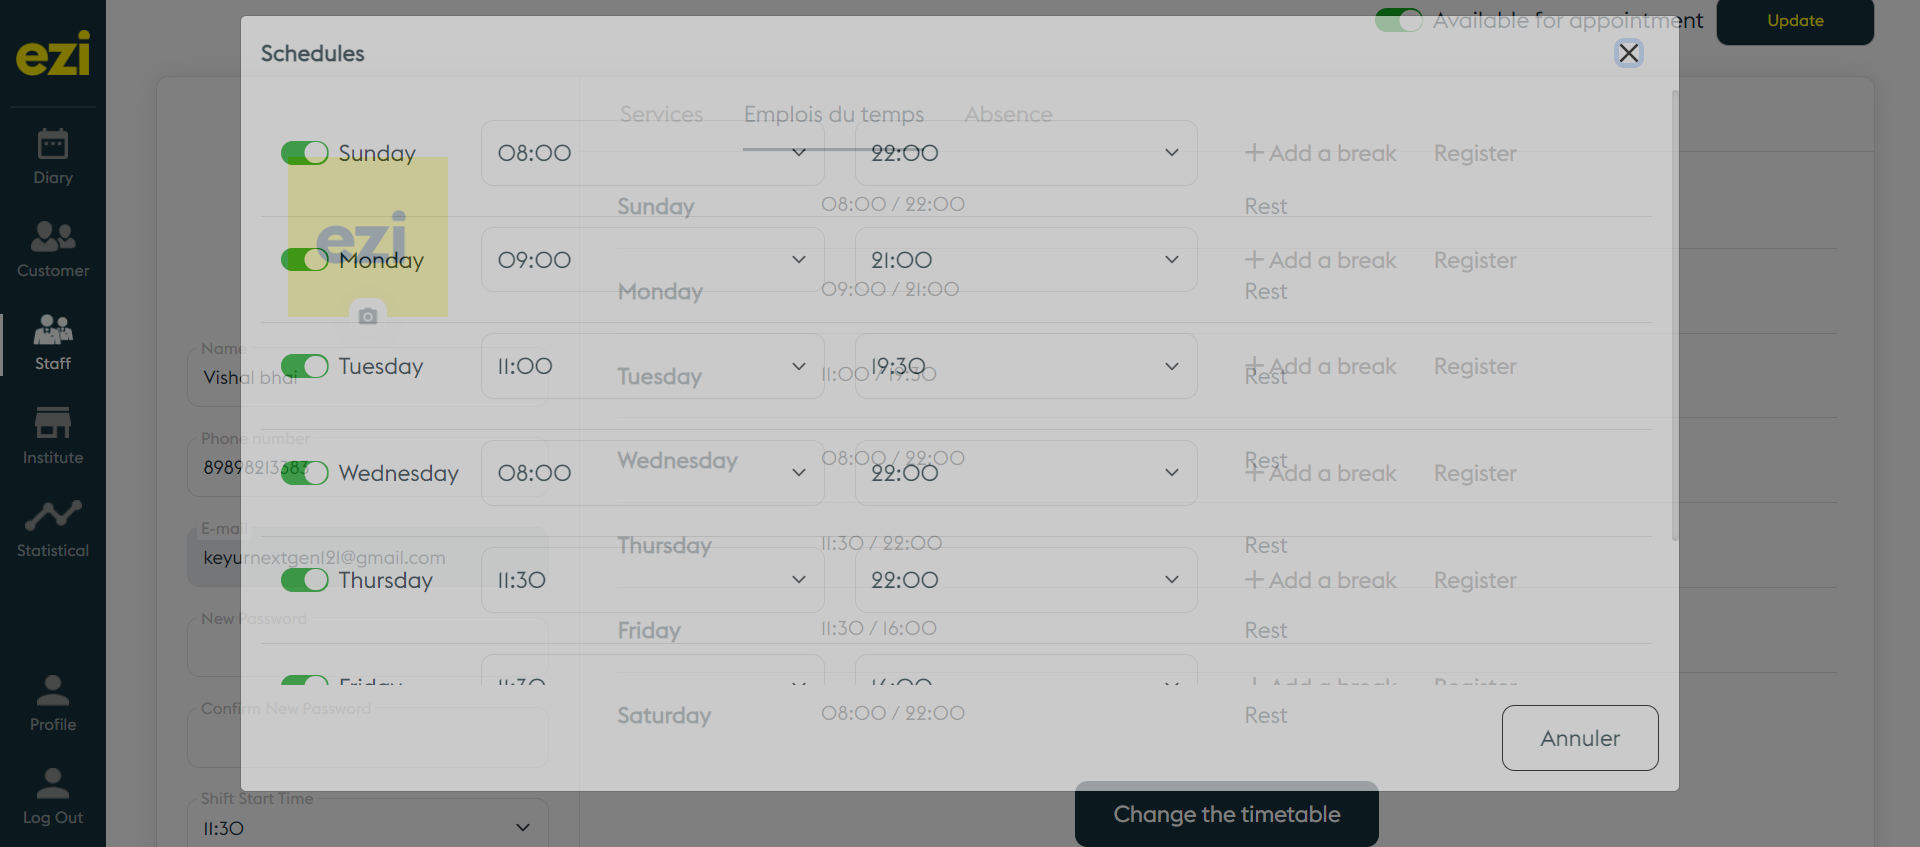 ezi
Diary
Customer
Staff
Institute
Statistical
Profile
Log Out
Available for appointment
Update
Schedules
Sunday 08:00 22:00 Add a break Register
Monday 09:00 21:00 Add a break Register
Tuesday 11:00 19:30 Add a break Register
Wednesday 08:00 22:00 Add a break Register
Thursday 11:30 22:00 Add a break Register
Friday 11:30 16:00 Add a break Register
Annuler
Services Emplois du temps Absence
Sunday 08:00 / 22:00 Rest
Monday 09:00 / 21:00 Rest
Tuesday 11:00 / 19:30 Rest
Wednesday 08:00 / 22:00 Rest
Thursday 11:30 / 22:00 Rest
Friday 11:30 / 16:00 Rest
Saturday 08:00 / 22:00 Rest
Change the timetable
ezi
Name
Vishal bhai
Phone number
89898213383
E-mail
keyurnextgen121@gmail.com
New Password
Confirm New Password
Shift Start Time
11:30